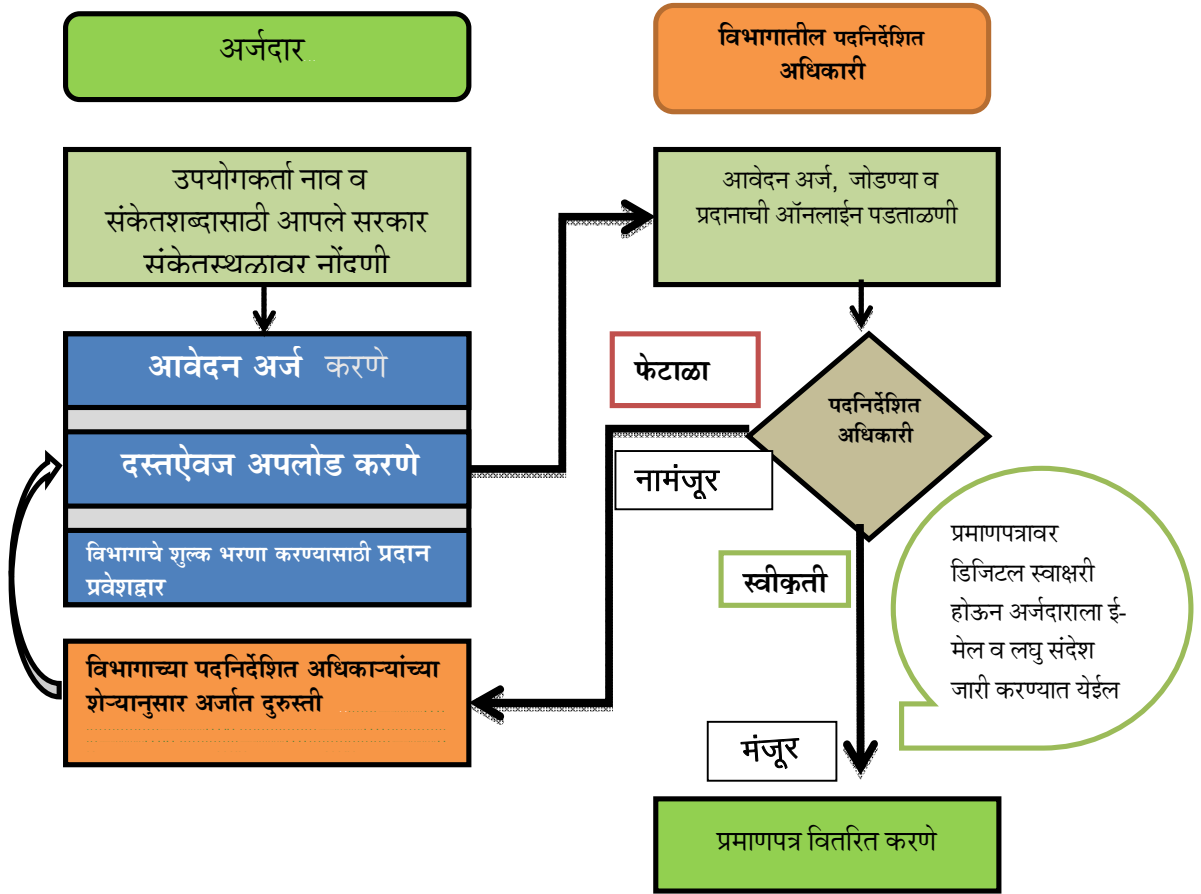 अर्जदार
विभागातील पदनिर्देशित
अधिकारी
उपयोगकर्ता नाव व
संकेतशब्दासाठी आपले सरकार
संकेतस्थळावर नोंदणी
आवेदन अर्ज करणे
दस्तऐवज अपलोड करणे
विभागाचे शुल्क भरणा करण्यासाठी प्रदान
प्रवेशद्वार
विभागाच्या पदनिर्देशित अधिकाऱ्यांच्या
शेऱ्यानुसार अर्जात दुरुस्ती
आवेदन अर्ज, जोडण्या व
प्रदानाची ऑनलाईन पडताळणी
फेटाळा
पदनिर्देशित
अधिकारी
नामंजूर
स्वीकृती
प्रमाणपत्रावर
डिजिटल स्वाक्षरी
होऊन अर्जदाराला ई-
मेल व लघु संदेश
जारी करण्यात येईल
मंजूर
प्रमाणपत्र वितरित करणे